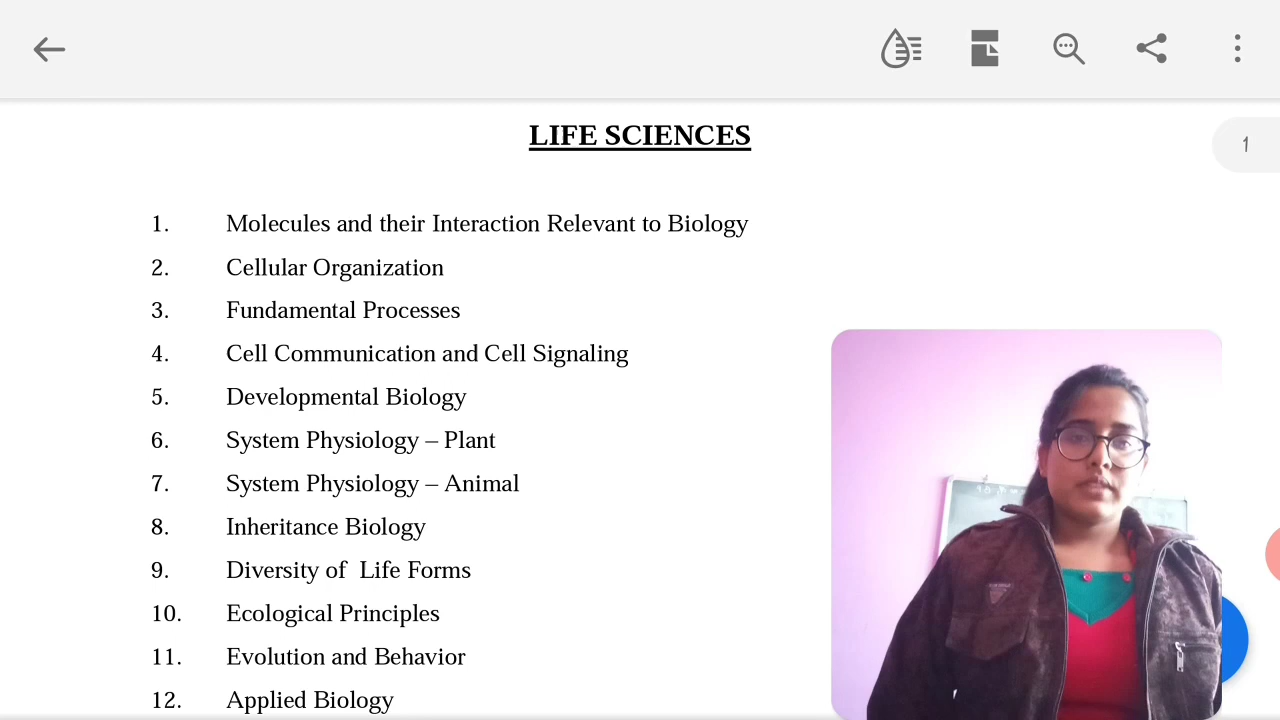 LIFE SCIENCES
1
1. Molecules and their Interaction Relevant to Biology
2. Cellular Organization
3. Fundamental Processes
4. Cell Communication and Cell Signaling
5. Developmental Biology
6. System Physiology – Plant
7. System Physiology – Animal
8. Inheritance Biology
9. Diversity of  Life Forms
10. Ecological Principles
11. Evolution and Behavior
12. Applied Biology